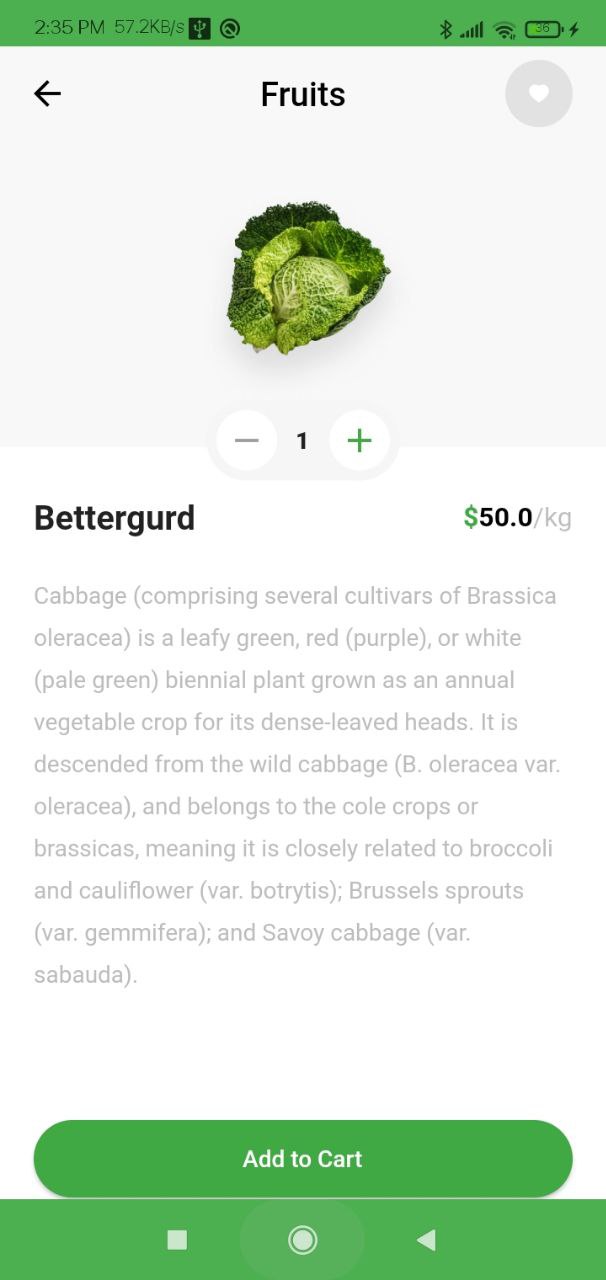 2:35 PM 57.2KB/s 36
Fruits
1
Bettergurd $50.0/kg
Cabbage (comprising several cultivars of Brassica
oleracea) is a leafy green, red (purple), or white
(pale green) biennial plant grown as an annual
vegetable crop for its dense-leaved heads. It is
descended from the wild cabbage (B. oleracea var.
oleracea), and belongs to the cole crops or
brassicas, meaning it is closely related to broccoli
and cauliflower (var. botrytis); Brussels sprouts
(var. gemmifera); and Savoy cabbage (var.
sabauda).
Add to Cart